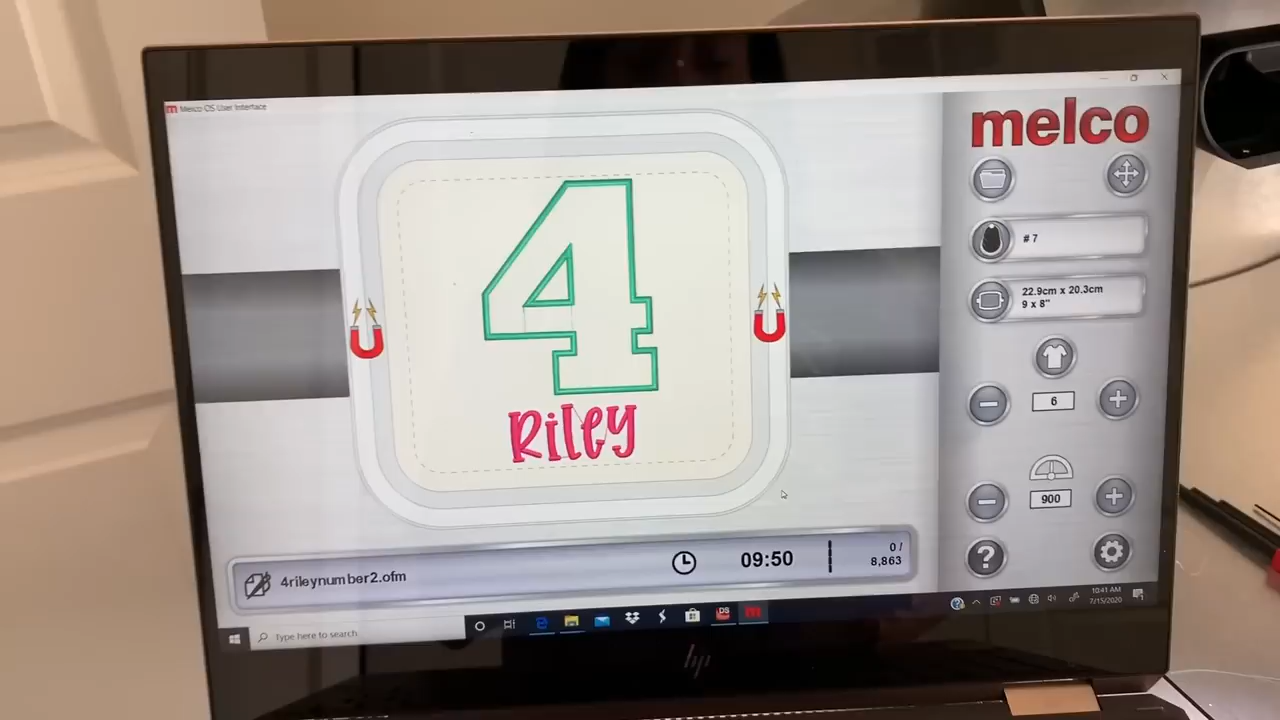 Melco OS User Interface
melco
# 7
22.9cm x 20.3cm
9 x 8"
4
Riley
6
900
4rileynumber2.ofm
09:50
0 /
8,863
10:41 AM
7/15/2020
Type here to search
DS
m
hp